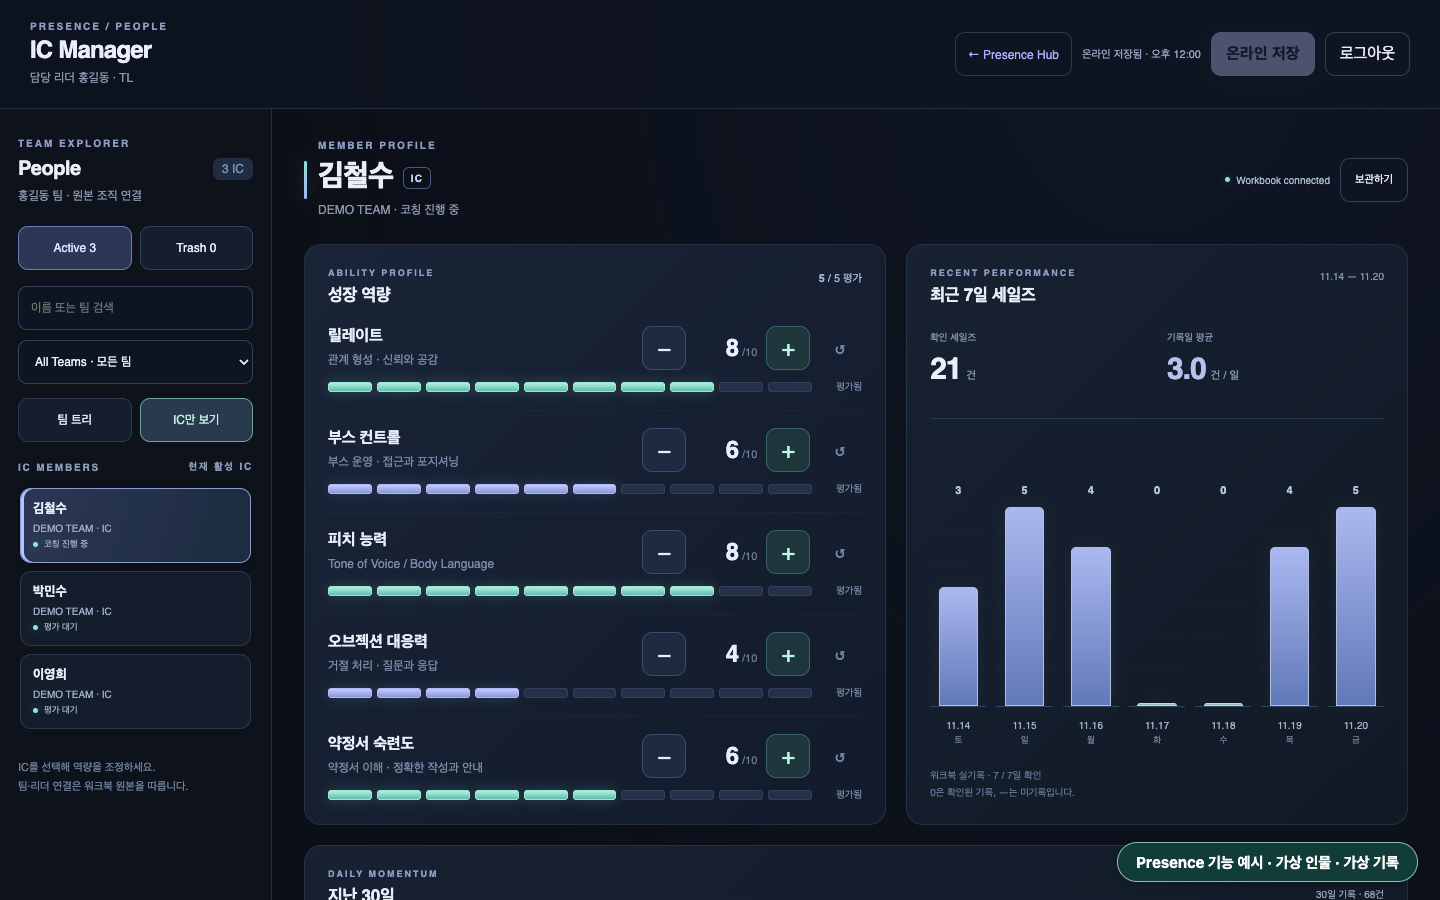 PRESENCE / PEOPLE
IC Manager
담당 리더 홍길동 · TL
← Presence Hub
온라인 저장됨 · 오후 12:00
온라인 저장
로그아웃
TEAM EXPLORER
People
3 IC
홍길동 팀 · 원본 조직 연결
Active 3
Trash 0
이름 또는 팀 검색
All Teams · 모든 팀
팀 트리
IC만 보기
IC MEMBERS
현재 활성 IC
김철수
DEMO TEAM · IC
코칭 진행 중
박민수
DEMO TEAM · IC
평가 대기
이영희
DEMO TEAM · IC
평가 대기
IC를 선택해 역량을 조정하세요.
팀·리더 연결은 워크북 원본을 따릅니다.
MEMBER PROFILE
김철수
IC
DEMO TEAM · 코칭 진행 중
Workbook connected
보관하기
ABILITY PROFILE
성장 역량
5 / 5 평가
릴레이트
관계 형성 · 신뢰와 공감
− 8 /10 + ↺
평가됨
부스 컨트롤
부스 운영 · 접근과 포지셔닝
− 6 /10 + ↺
평가됨
피치 능력
Tone of Voice / Body Language
− 8 /10 + ↺
평가됨
오브젝션 대응력
거절 처리 · 질문과 응답
− 4 /10 + ↺
평가됨
약정서 숙련도
약정서 이해 · 정확한 작성과 안내
− 6 /10 + ↺
평가됨
RECENT PERFORMANCE
최근 7일 세일즈
11.14 — 11.20
확인 세일즈
21 건
기록일 평균
3.0 건 / 일
3 5 4 0 0 4 5
11.14 11.15 11.16 11.17 11.18 11.19 11.20
토 일 월 화 수 목 금
워크북 실기록 · 7 / 7일 확인
0은 확인된 기록, —는 미기록입니다.
DAILY MOMENTUM
지난 30일
30일 기록 · 68건
Presence 기능 예시 · 가상 인물 · 가상 기록